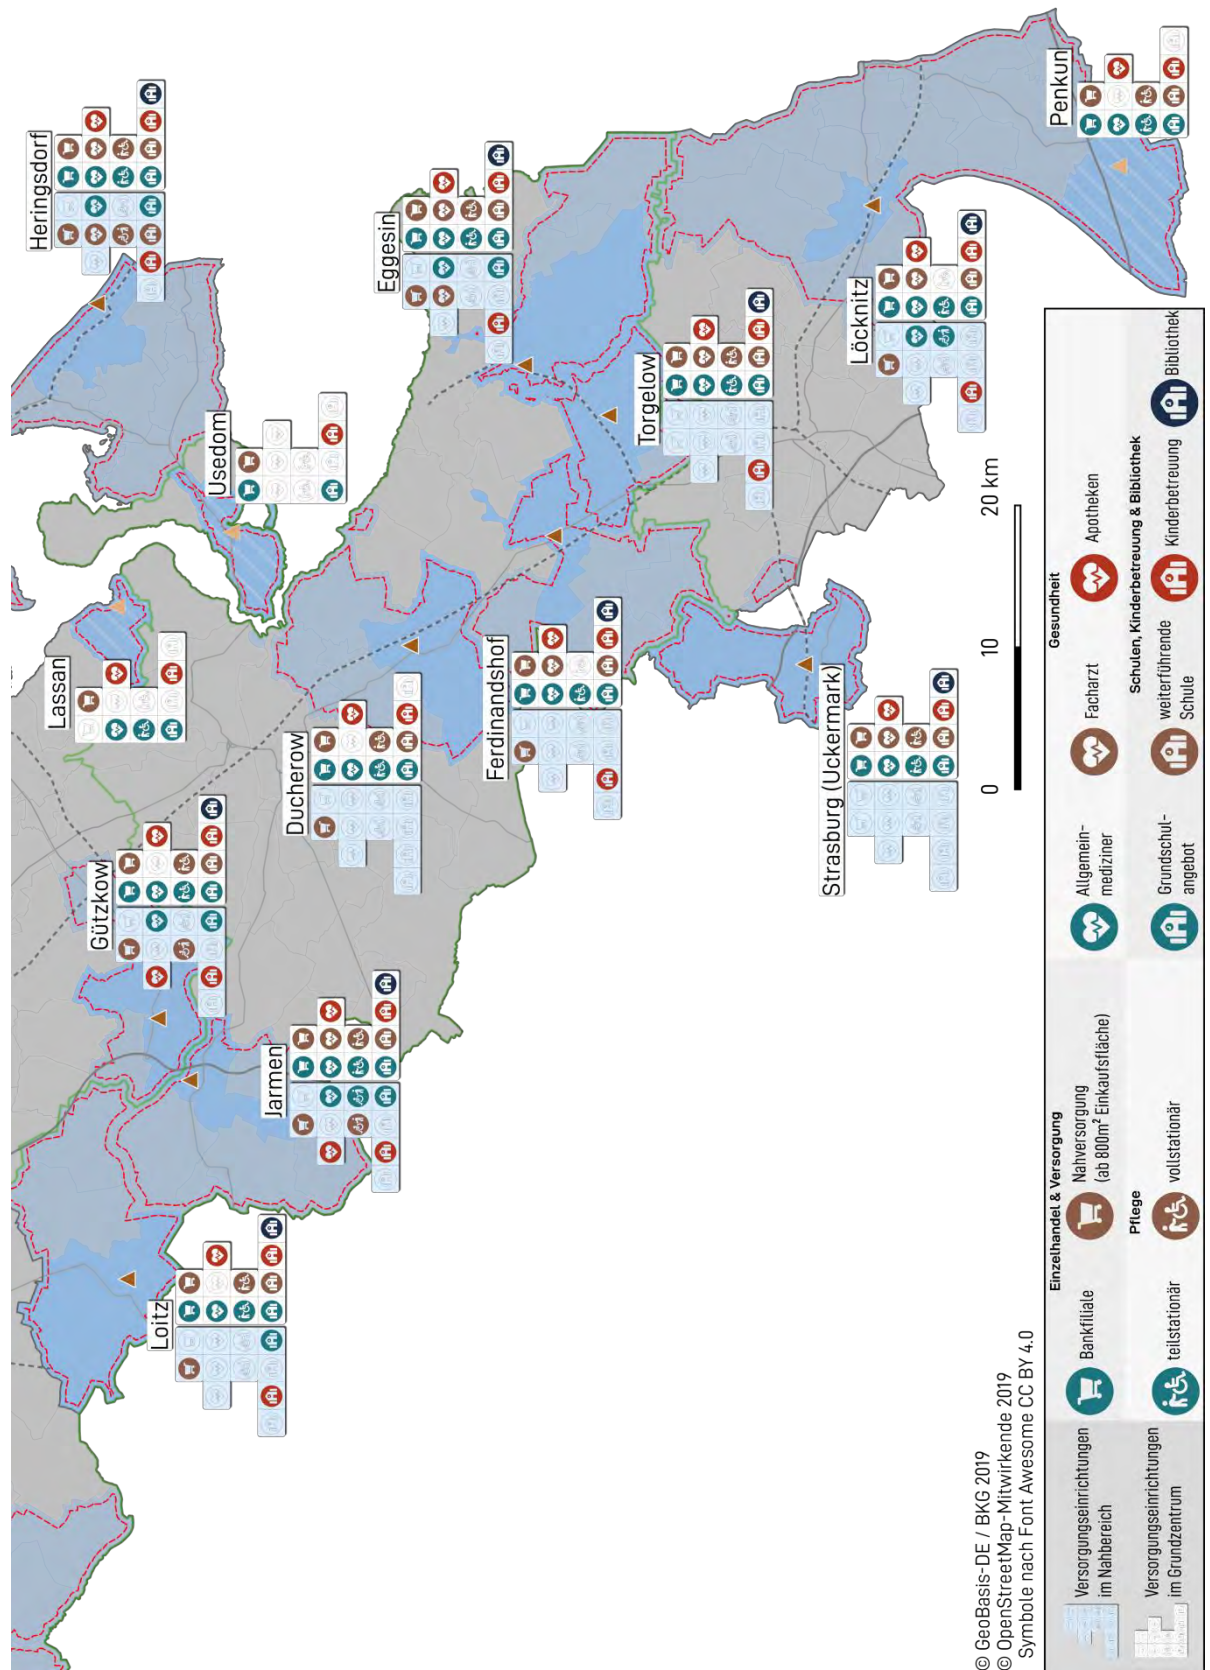 Heringsdorf
Usedom
Lassan
Eggesin
Penkun
Löcknitz
Torgelow
Ferdinandshof
Ducherow
Strasburg (Uckermark)
Gützkow
Jarmen
Loitz
0 10 20 km
© GeoBasis-DE / BKG 2019
© OpenStreetMap-Mitwirkende 2019
Symbole nach Font Awesome CC BY 4.0
Versorgungseinrichtungen
im Nahbereich
Versorgungseinrichtungen
im Grundzentrum
Einzelhandel & Versorgung
Bankfiliale
Nahversorgung
(ab 800m² Einkaufsfläche)
Pflege
teilstationär
vollstationär
Gesundheit
Allgemein-
mediziner
Facharzt
Apotheken
Schulen, Kinderbetreuung & Bibliothek
Grundschul-
angebot
weiterführende
Schule
Kinderbetreuung
Bibliothek